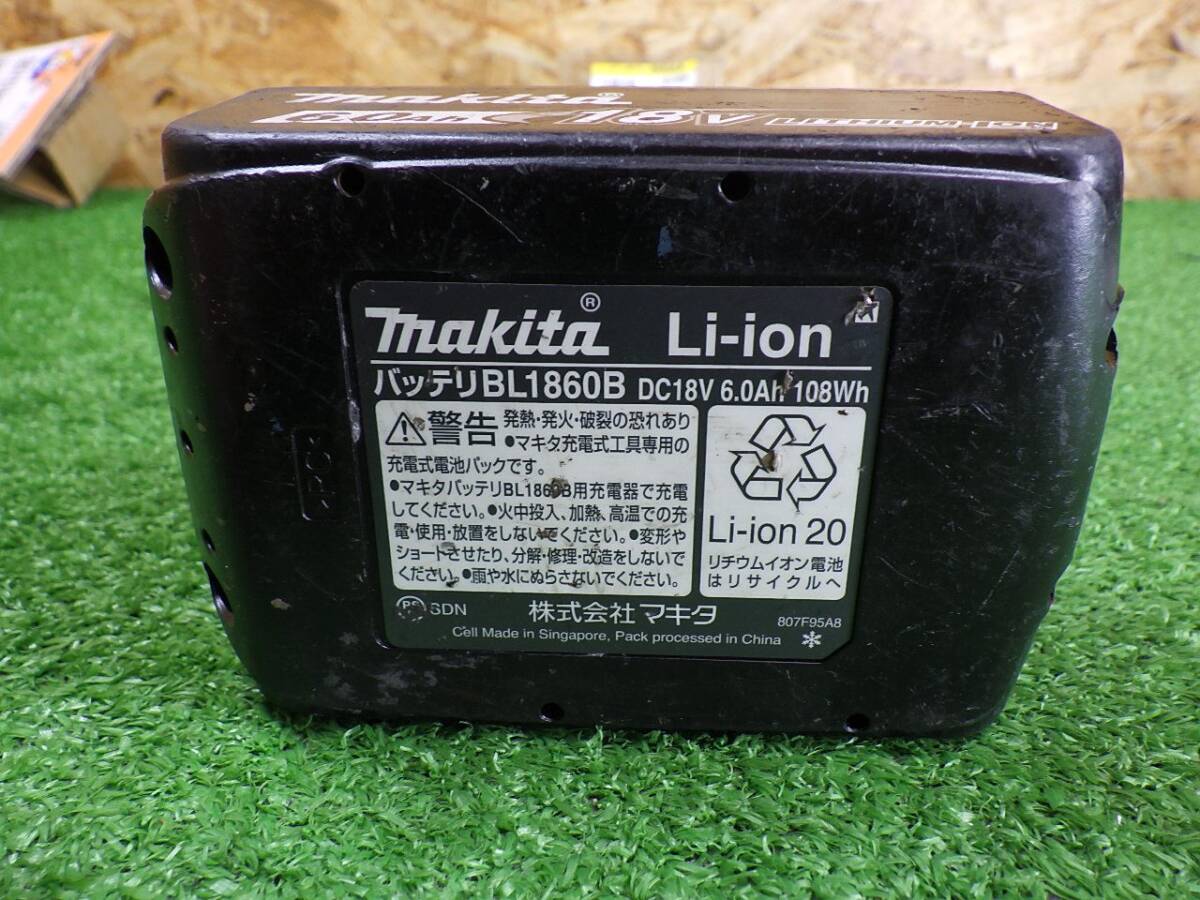 makita®
6.0Ah 18V LITHIUM-ION
makita® Li-ion
バッテリBL1860B DC18V 6.0Ah 108Wh
警告 発熱・発火・破裂の恐れあり
●マキタ充電式工具専用の
充電式電池パックです。
●マキタバッテリBL1860B用充電器で充電
してください。●火中投入、加熱、高温での充
電・使用・放置をしないでください。●変形や
ショートさせたり、分解・修理・改造をしないで
ください。●雨や水にぬらさないでください。
Li-ion 20
リチウムイオン電池
はリサイクルへ
PS SDN 株式会社 マキタ 807F95A8
Cell Made in Singapore, Pack processed in China